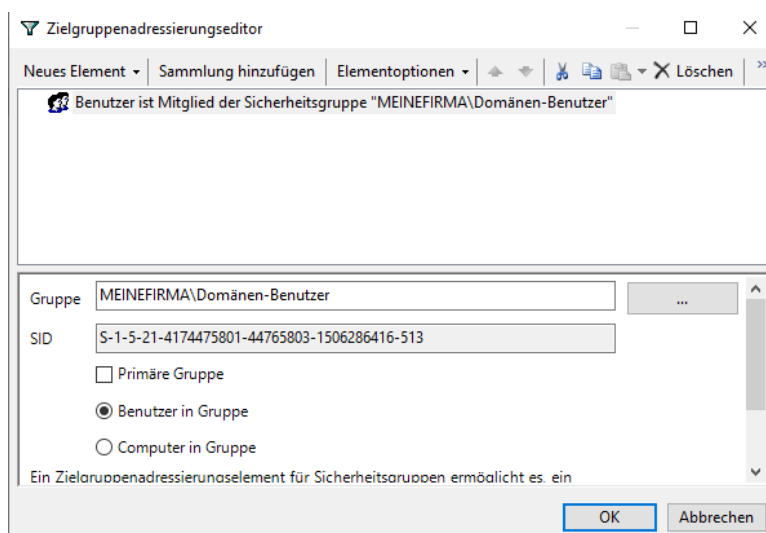 Zielgruppenadressierungseditor
Neues Element Sammlung hinzufügen Elementoptionen Löschen »
Benutzer ist Mitglied der Sicherheitsgruppe "MEINEFIRMA\Domänen-Benutzer"
Gruppe MEINEFIRMA\Domänen-Benutzer ...
SID S-1-5-21-4174475801-44765803-1506286416-513
Primäre Gruppe
Benutzer in Gruppe
Computer in Gruppe
Ein Zielgruppenadressierungselement für Sicherheitsgruppen ermöglicht es, ein
OK Abbrechen